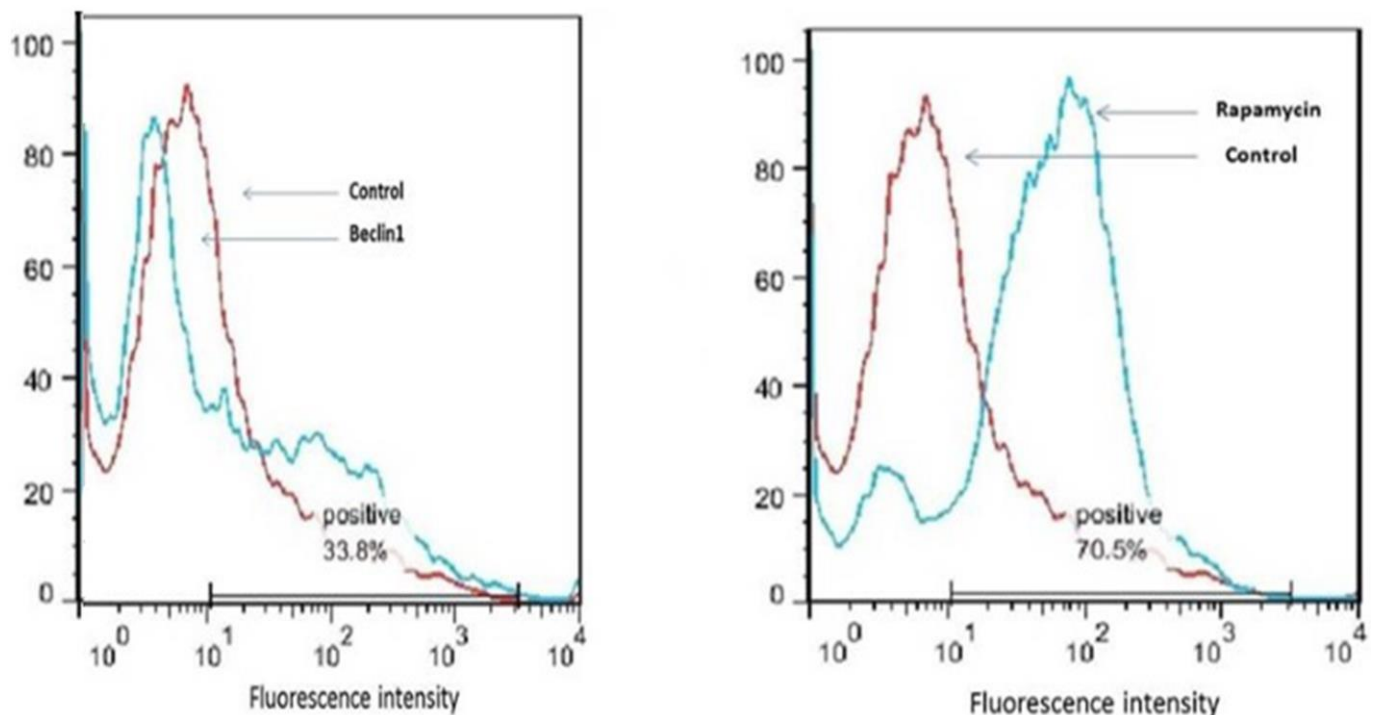 100
80
60
40
20
0
Control
Beclin1
positive
33.8%
10^0 10^1 10^2 10^3 10^4
Fluorescence intensity
100
80
60
40
20
0
Rapamycin
Control
positive
70.5%
10^0 10^1 10^2 10^3 10^4
Fluorescence intensity